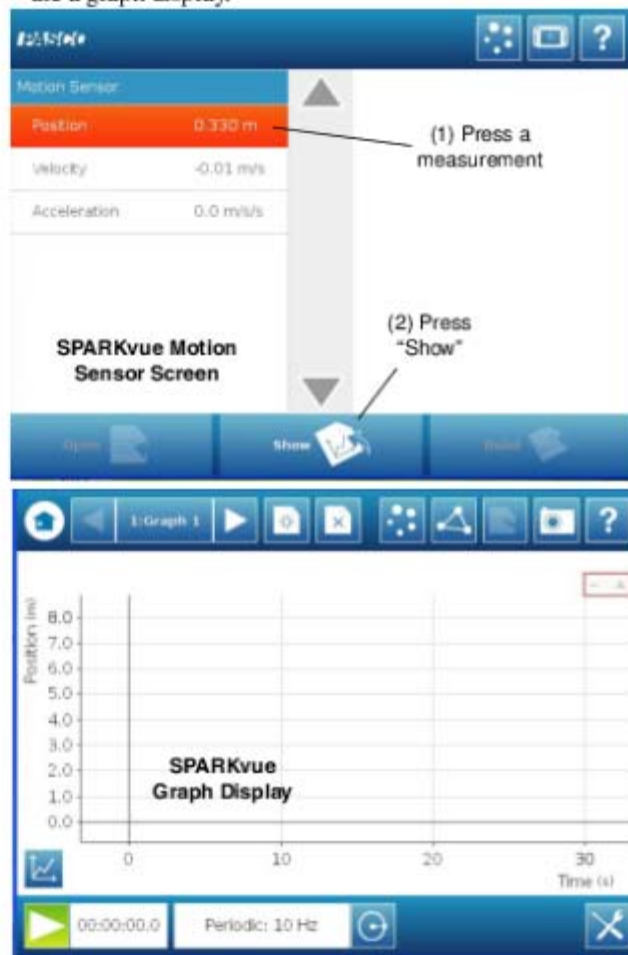 PASCO
?
Motion Sensor
Position 0.330 m
Velocity -0.01 m/s
Acceleration 0.0 m/s/s
(1) Press a
measurement
(2) Press
“Show”
SPARKvue Motion
Sensor Screen
Open
Show
Build
1:Graph 1
?
Position (m)
8.0
7.0
6.0
5.0
4.0
3.0
2.0
1.0
0.0
SPARKvue
Graph Display
0 10 20 30
Time (s)
00:00:00.0
Periodic: 10 Hz